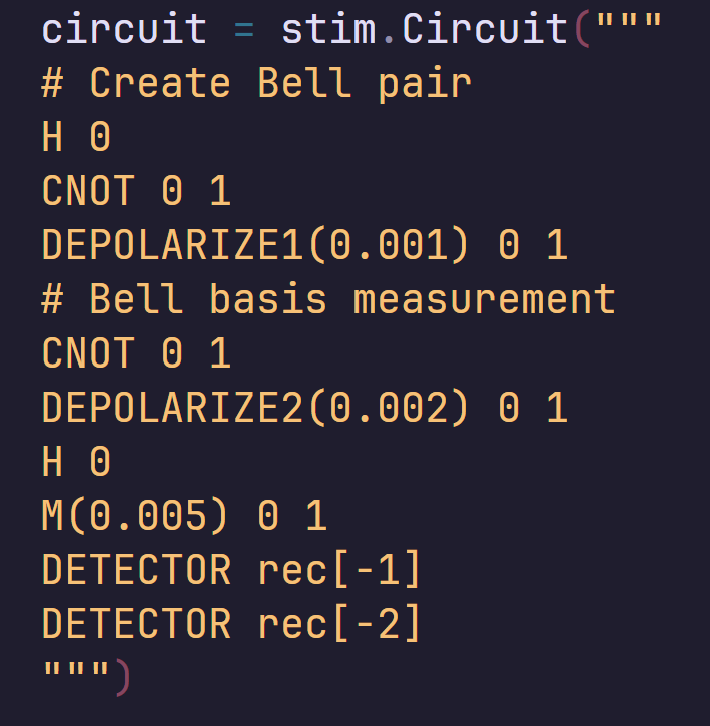 circuit = stim.Circuit("""
# Create Bell pair
H 0
CNOT 0 1
DEPOLARIZE1(0.001) 0 1
# Bell basis measurement
CNOT 0 1
DEPOLARIZE2(0.002) 0 1
H 0
M(0.005) 0 1
DETECTOR rec[-1]
DETECTOR rec[-2]
""")